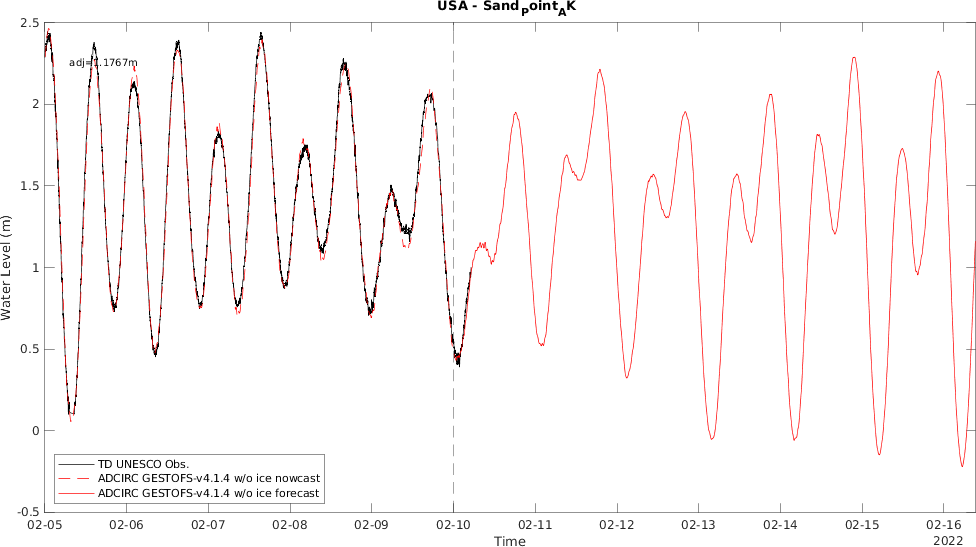 USA - Sand_Point_AK
2.5
adj=7.1767m
2
1.5
1
0.5
0
-0.5
Water Level (m)
TD UNESCO Obs.
ADCIRC GESTOFS-v4.1.4 w/o ice nowcast
ADCIRC GESTOFS-v4.1.4 w/o ice forecast
02-05 02-06 02-07 02-08 02-09 02-10 02-11 02-12 02-13 02-14 02-15 02-16
Time
2022